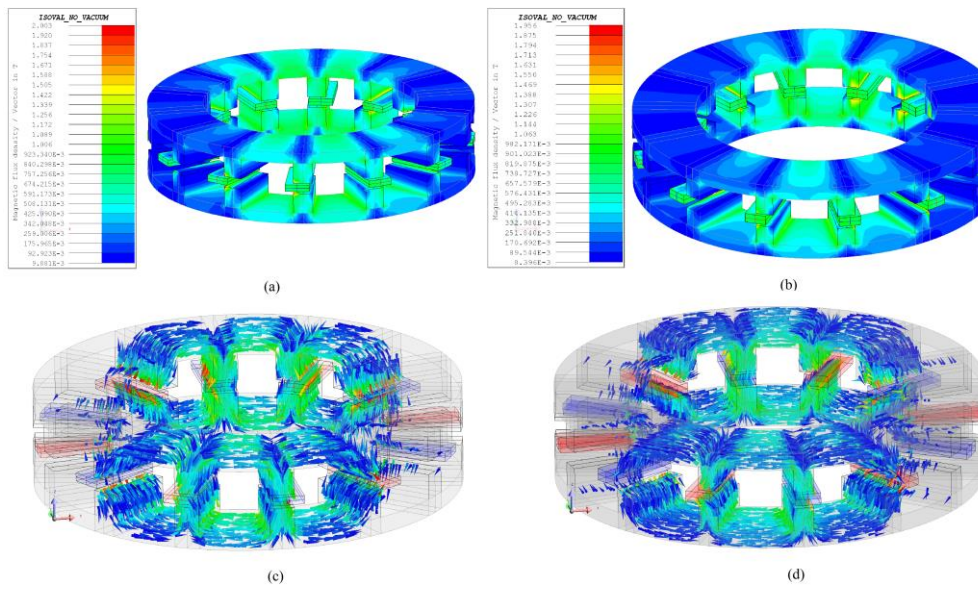 ISOVAL_NO_VACUUM
2.003
1.920
1.837
1.754
1.671
1.588
1.505
1.422
1.339
1.256
1.172
1.089
1.006
923.340E-3
840.298E-3
757.256E-3
674.215E-3
591.173E-3
508.131E-3
425.090E-3
342.048E-3
259.006E-3
175.965E-3
92.923E-3
9.881E-3
Magnetic flux density / Vector in T
(a)
ISOVAL_NO_VACUUM
1.956
1.875
1.794
1.713
1.631
1.550
1.469
1.388
1.307
1.226
1.144
1.063
982.171E-3
901.023E-3
819.875E-3
738.727E-3
657.579E-3
576.431E-3
495.283E-3
414.135E-3
332.988E-3
251.840E-3
170.692E-3
89.544E-3
8.396E-3
Magnetic flux density / Vector in T
(b)
(c)
(d)